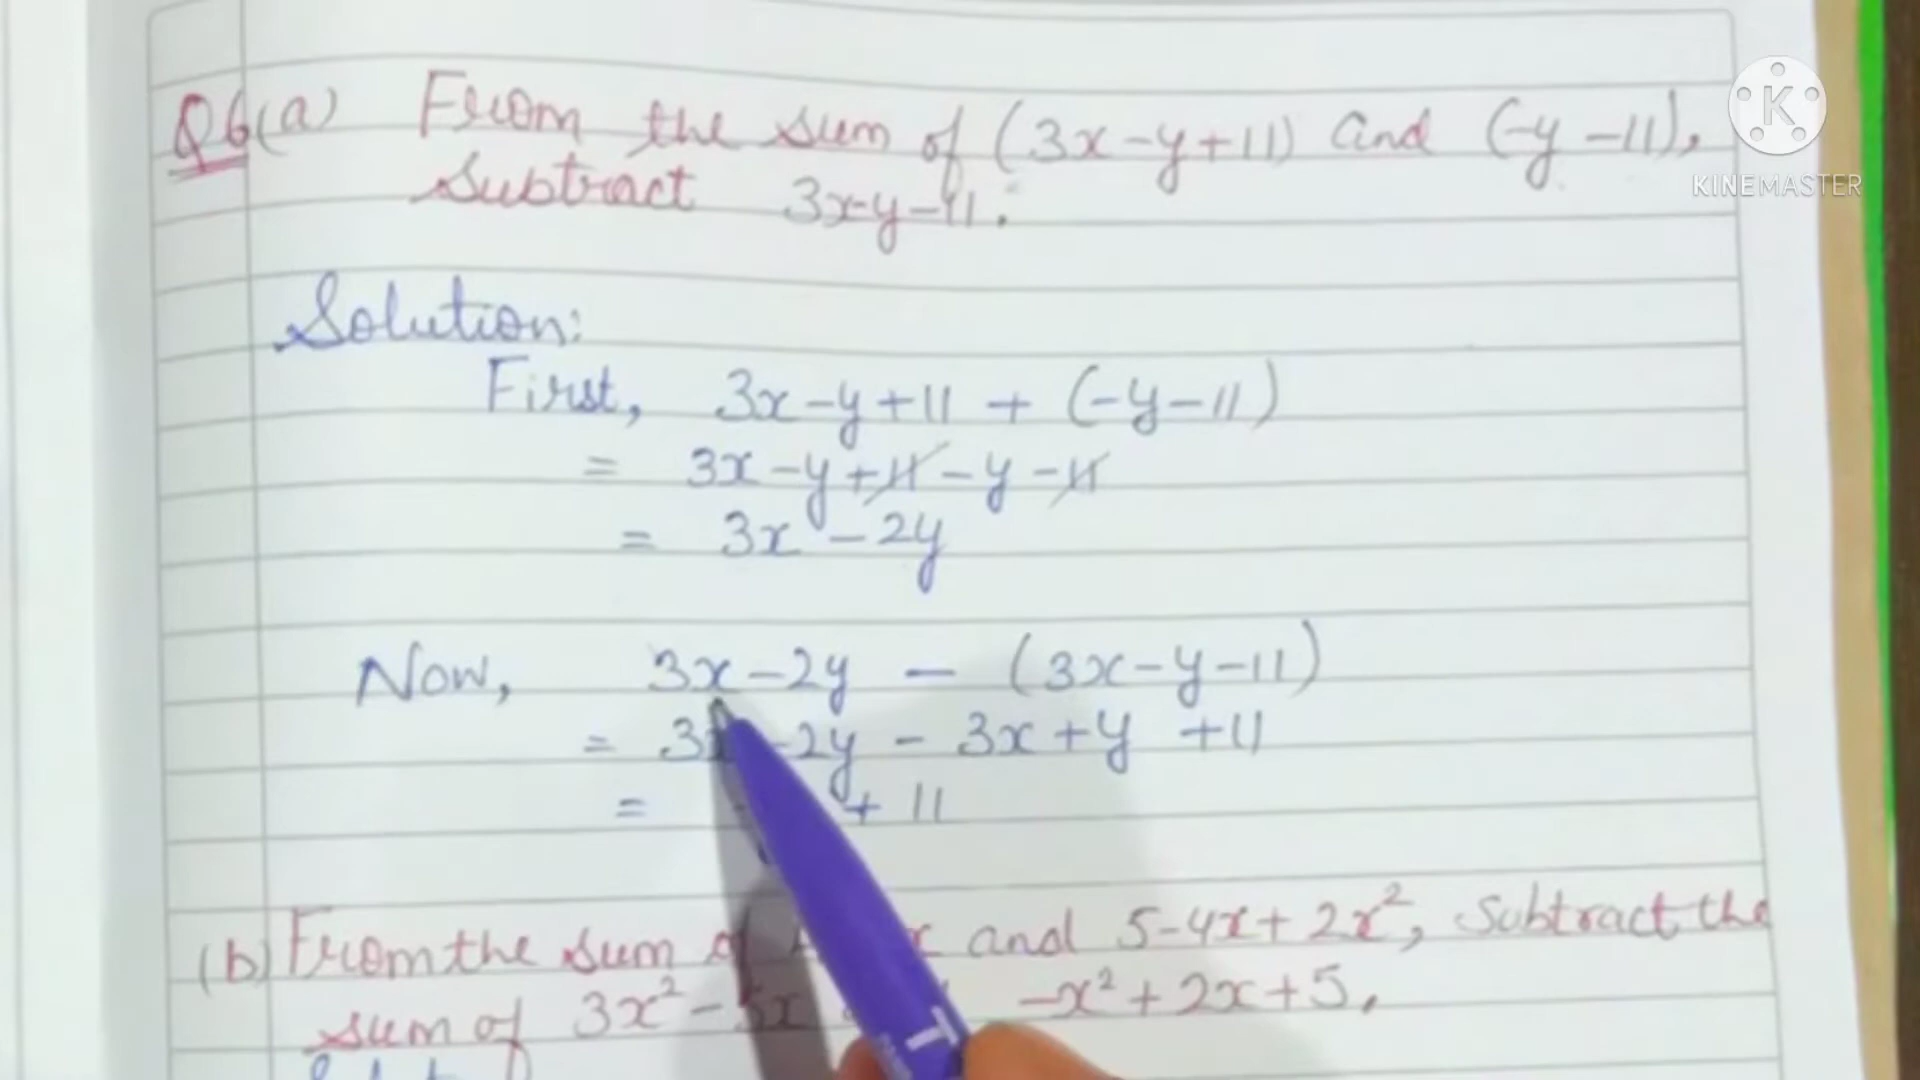 Q6(a) From the sum of (3x-y+11) and (-y-11),
Subtract 3x-y-11.
K
KINEMASTER
Solution:
First, 3x-y+11 + (-y-11)
= 3x-y+11-y-11
= 3x-2y
Now, 3x-2y - (3x-y-11)
= 3x-2y - 3x+y +11
= + 11
(b) From the sum of and 5-4x+2x², Subtract the
sum of 3x²-5x -x²+2x+5.